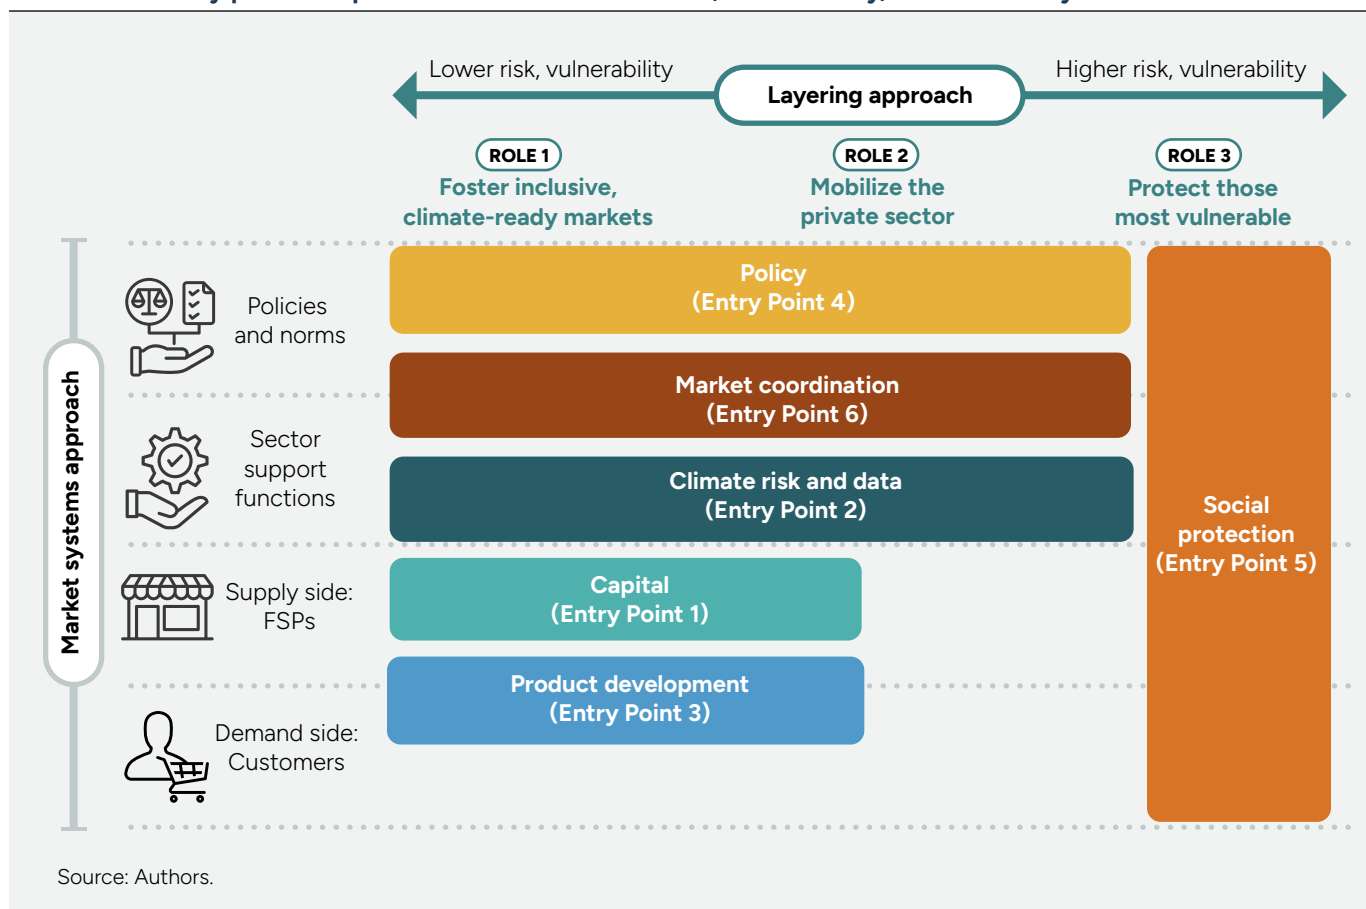 Lower risk, vulnerability
Higher risk, vulnerability
Layering approach
ROLE 1
Foster inclusive,
climate-ready markets
ROLE 2
Mobilize the
private sector
ROLE 3
Protect those
most vulnerable
Market systems approach
Policies
and norms
Policy
(Entry Point 4)
Market coordination
(Entry Point 6)
Sector
support
functions
Climate risk and data
(Entry Point 2)
Social
protection
(Entry Point 5)
Supply side:
FSPs
Capital
(Entry Point 1)
Product development
(Entry Point 3)
Demand side:
Customers
Source: Authors.